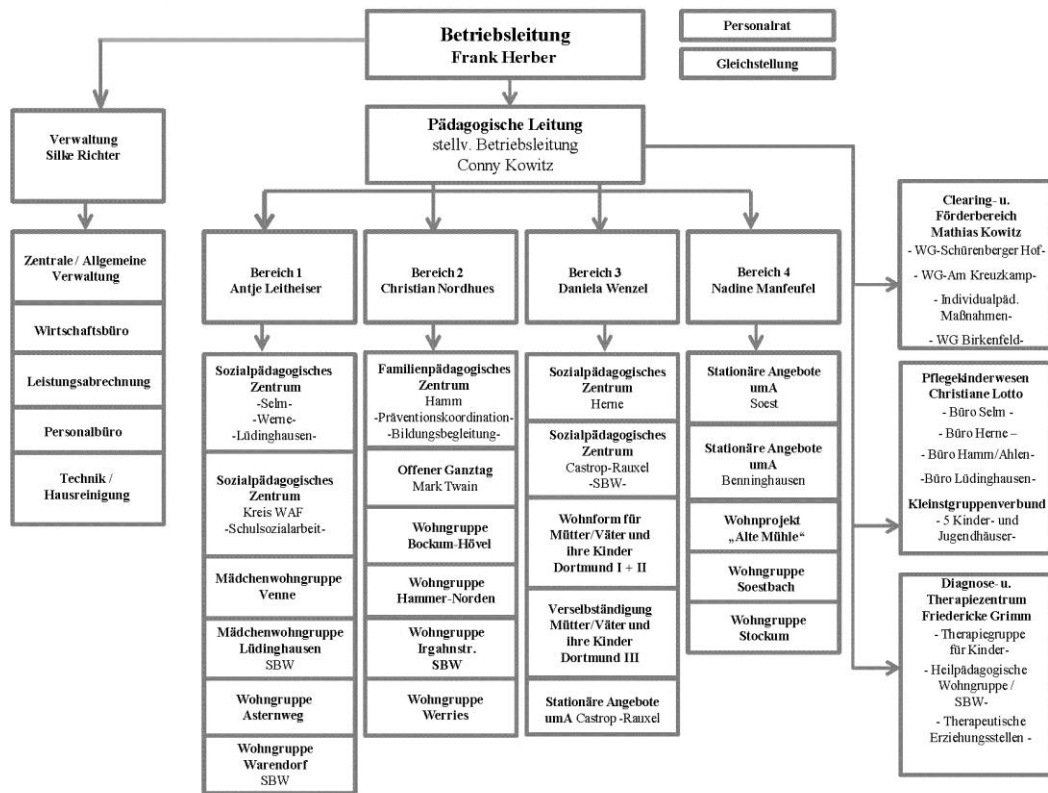 Betriebsleitung
Frank Herber
Personalrat
Gleichstellung
Verwaltung
Silke Richter
Pädagogische Leitung
stellv. Betriebsleitung
Conny Kowitz
Zentrale / Allgemeine
Verwaltung
Wirtschaftsbüro
Leistungsabrechnung
Personalbüro
Technik /
Hausreinigung
Bereich 1
Antje Leitheiser
Sozialpädagogisches
Zentrum
-Selm-
-Werne-
-Lüdinghausen-
Sozialpädagogisches
Zentrum
Kreis WAF
-Schulsozialarbeit-
Mädchenwohngruppe
Venne
Mädchenwohngruppe
Lüdinghausen
SBW
Wohngruppe
Asternweg
Wohngruppe
Warendorf
SBW
Bereich 2
Christian Nordhues
Familienpädagogisches
Zentrum
Hamm
-Präventionskoordination-
-Bildungsbegleitung-
Offener Ganztag
Mark Twain
Wohngruppe
Bockum-Hövel
Wohngruppe
Hammer-Norden
Wohngruppe
Irgahnstr.
SBW
Wohngruppe
Werries
Bereich 3
Daniela Wenzel
Sozialpädagogisches
Zentrum
Herne
Sozialpädagogisches
Zentrum
Castrop-Rauxel
-SBW-
Wohnform für
Mütter/Väter und
ihre Kinder
Dortmund I + II
Verselbständigung
Mütter/Väter und
ihre Kinder
Dortmund III
Stationäre Angebote
umA Castrop -Rauxel
Bereich 4
Nadine Manfeufel
Stationäre Angebote
umA
Soest
Stationäre Angebote
umA
Benninghausen
Wohnprojekt
„Alte Mühle“
Wohngruppe
Soestbach
Wohngruppe
Stockum
Clearing- u.
Förderbereich
Mathias Kowitz
- WG-Schürenberger Hof-
- WG-Am Kreuzkamp-
- Individualpäd.
Maßnahmen-
- WG Birkenfeld-
Pflegekinderwesen
Christiane Lotto
- Büro Selm -
- Büro Herne –
- Büro Hamm/Ahlen-
-Büro Lüdinghausen-
Kleinstgruppenverbund
- 5 Kinder- und
Jugendhäuser-
Diagnose- u.
Therapiezentrum
Friedericke Grimm
- Therapiegruppe
für Kinder-
- Heilpädagogische
Wohngruppe /
SBW-
- Therapeutische
Erziehungsstellen -